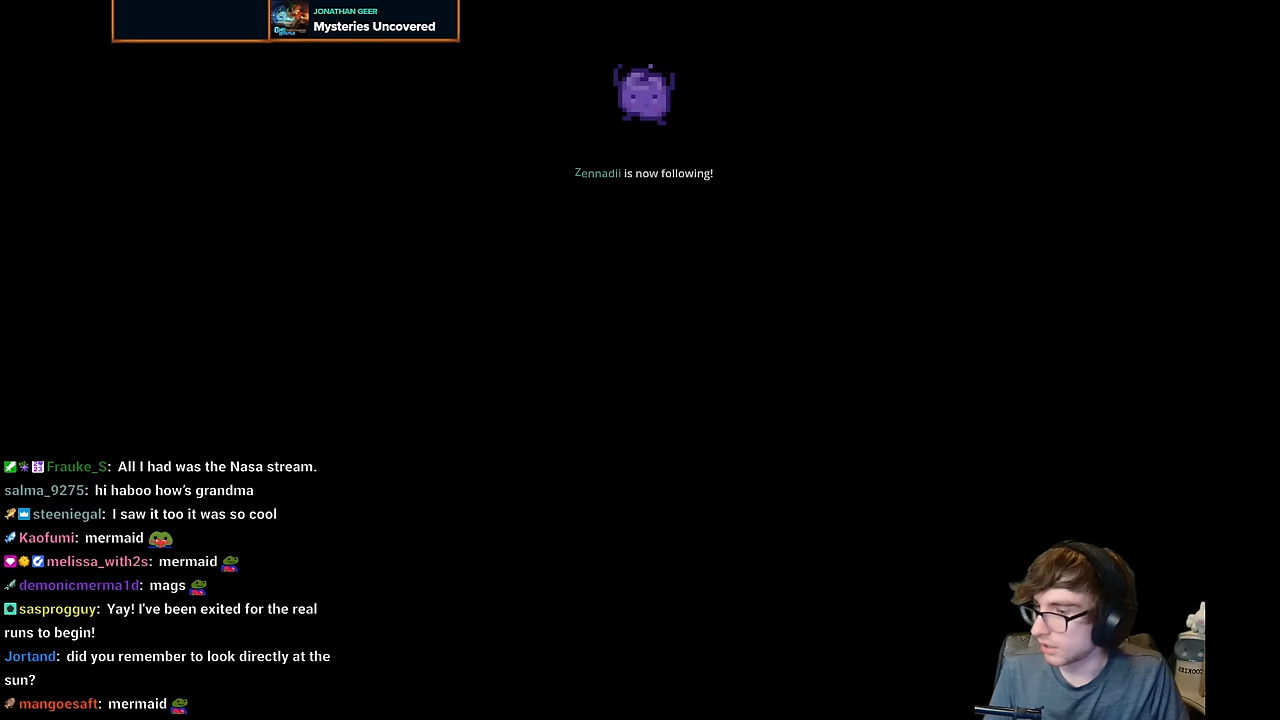 JONATHAN GEER
Mysteries Uncovered
Zennadii is now following!
Frauke_S: All I had was the Nasa stream.
salma_9275: hi haboo how's grandma
steeniegal: I saw it too it was so cool
Kaofumi: mermaid
melissa_with2s: mermaid
demonicmerma1d: mags
sasprogguy: Yay! I've been exited for the real
runs to begin!
Jortand: did you remember to look directly at the
sun?
mangoesaft: mermaid